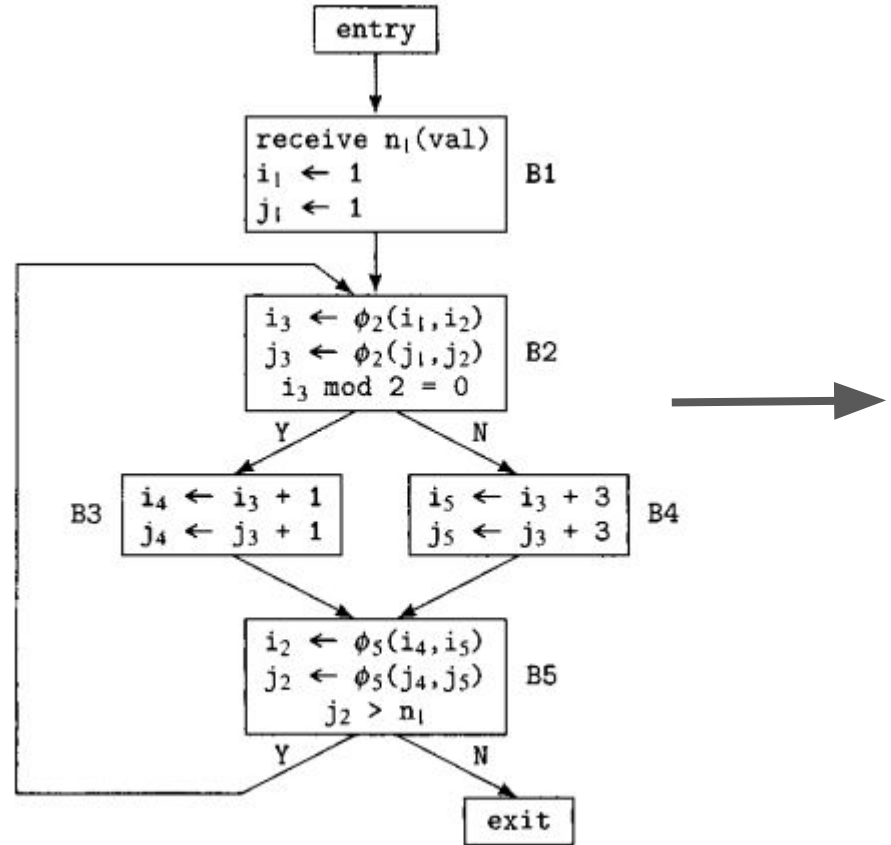 entry
receive n₁(val)
i₁ ← 1
j₁ ← 1
B1
i₃ ← ϕ₂(i₁,i₂)
j₃ ← ϕ₂(j₁,j₂)
i₃ mod 2 = 0
B2
Y
N
B3
i₄ ← i₃ + 1
j₄ ← j₃ + 1
i₅ ← i₃ + 3
j₅ ← j₃ + 3
B4
i₂ ← ϕ₅(i₄,i₅)
j₂ ← ϕ₅(j₄,j₅)
j₂ > n₁
B5
Y
N
exit